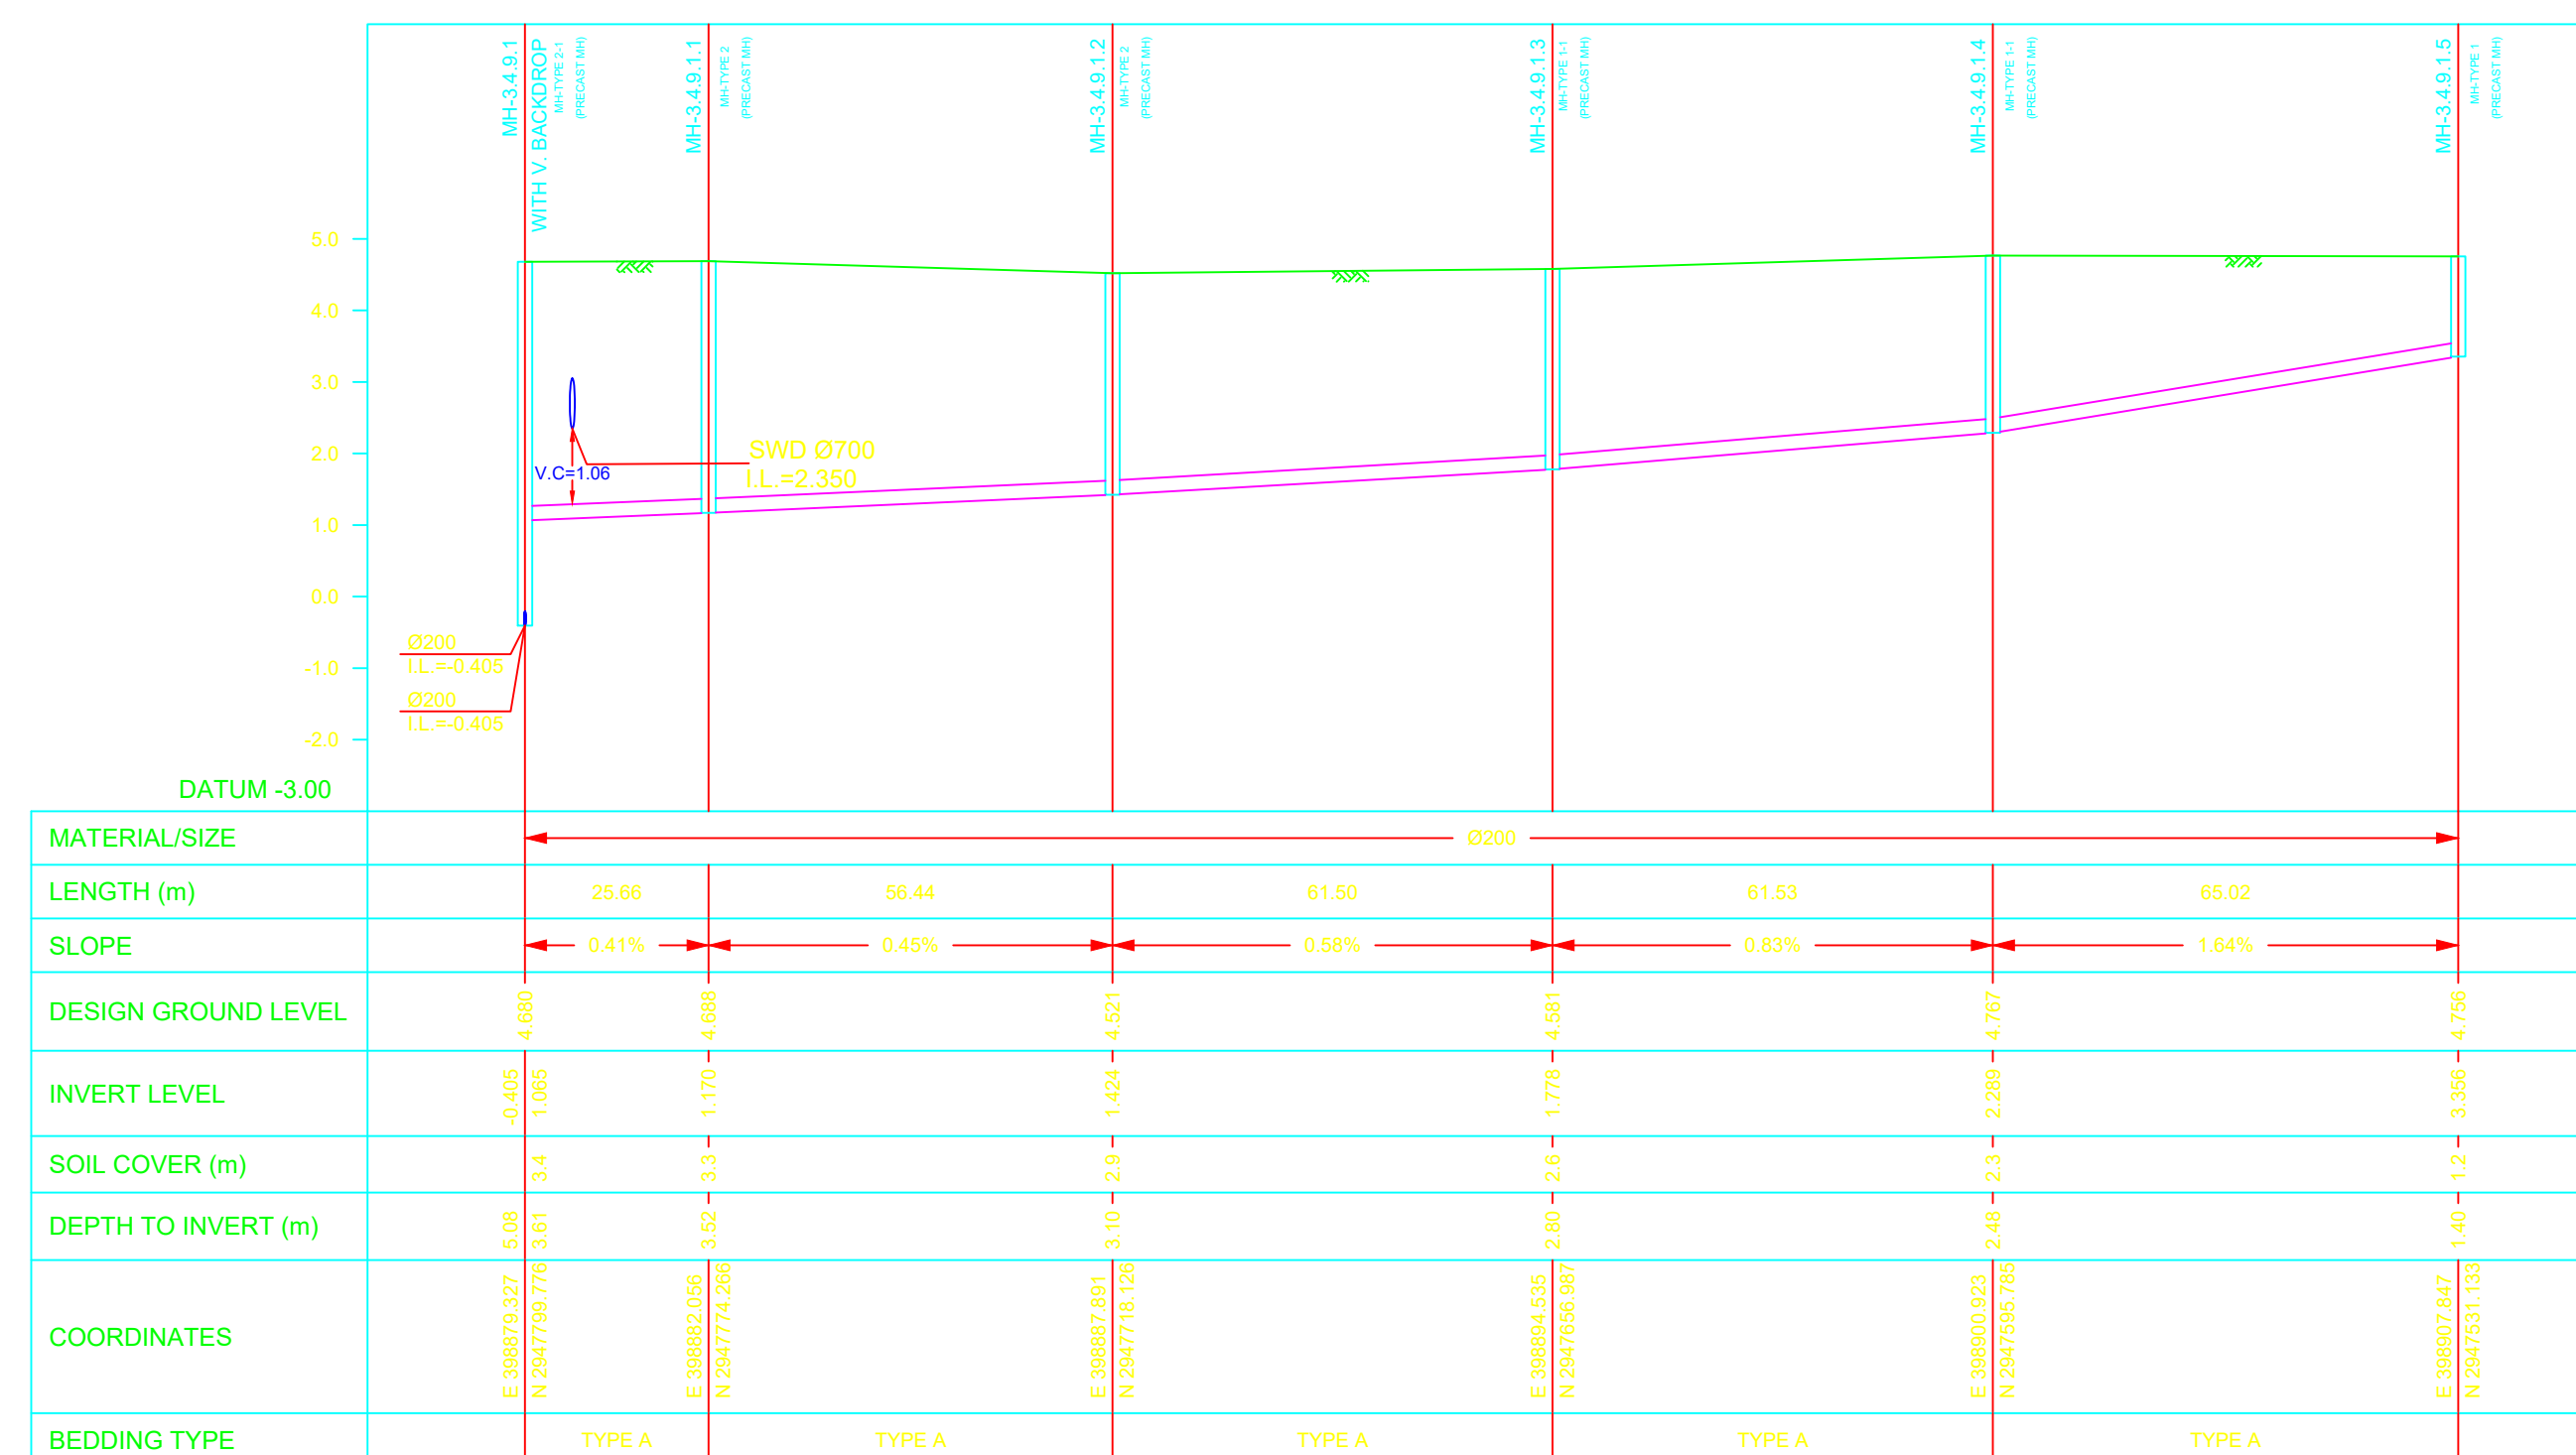 MH-3.4.9.1
WITH V. BACKDROP
MH-TYPE 2-1
(PRECAST MH)
MH-3.4.9.1.1
MH-TYPE 2
(PRECAST MH)
MH-3.4.9.1.2
MH-TYPE 2
(PRECAST MH)
MH-3.4.9.1.3
MH-TYPE 1-1
(PRECAST MH)
MH-3.4.9.1.4
MH-TYPE 1-1
(PRECAST MH)
MH-3.4.9.1.5
MH-TYPE 1
(PRECAST MH)
5.0
4.0
3.0
2.0
1.0
0.0
-1.0
-2.0
V.C=1.06
SWD Ø700
I.L.=2.350
Ø200
I.L.=-0.405
Ø200
I.L.=-0.405
DATUM -3.00
MATERIAL/SIZE Ø200
LENGTH (m) 25.66 56.44 61.50 61.53 65.02
SLOPE 0.41% 0.45% 0.58% 0.83% 1.64%
DESIGN GROUND LEVEL 4.680 4.688 4.521 4.581 4.767 4.756
INVERT LEVEL -0.405 1.065 1.170 1.424 1.778 2.289 3.356
SOIL COVER (m) 3.4 3.3 2.9 2.6 2.3 1.2
DEPTH TO INVERT (m) 5.08 3.61 3.52 3.10 2.80 2.48 1.40
COORDINATES
E 398879.327
N 2947799.776
E 398882.056
N 2947774.266
E 398887.891
N 2947718.126
E 398894.535
N 2947656.987
E 398900.923
N 2947595.785
E 398907.847
N 2947531.133
BEDDING TYPE TYPE A TYPE A TYPE A TYPE A TYPE A